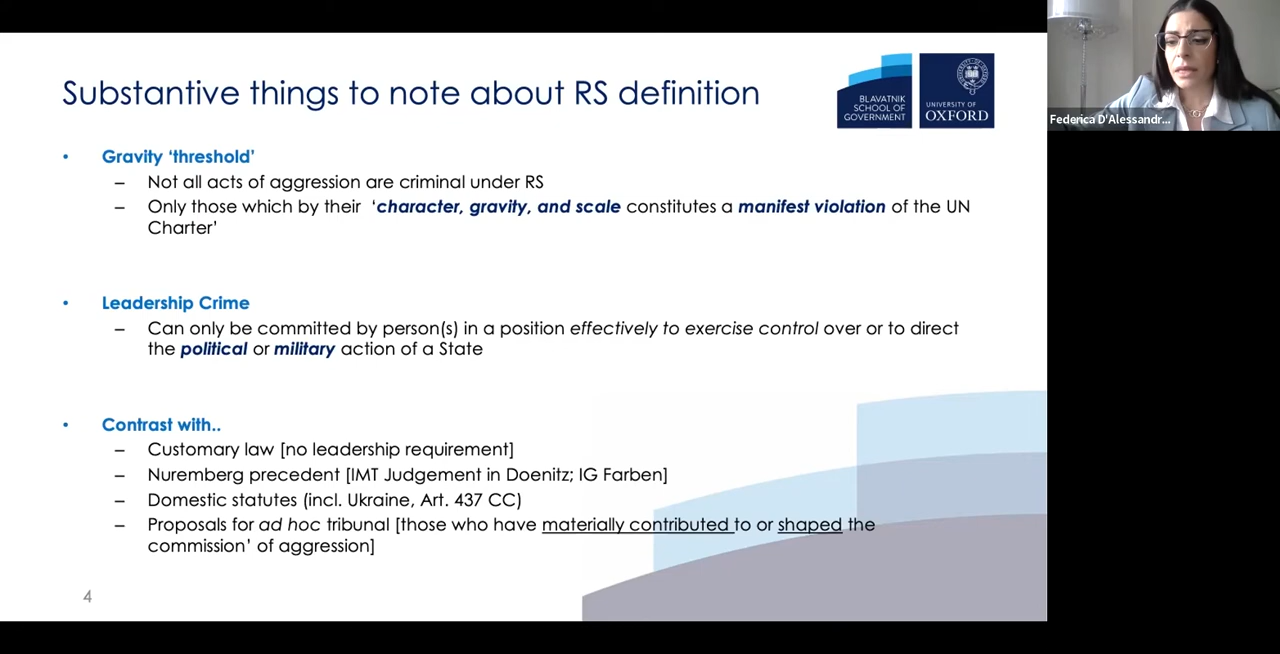 Substantive things to note about RS definition
BLAVATNIK
SCHOOL OF
GOVERNMENT
UNIVERSITY OF
OXFORD
Federica D'Alessandr...
• Gravity ‘threshold’
– Not all acts of aggression are criminal under RS
– Only those which by their ‘character, gravity, and scale constitutes a manifest violation of the UN
Charter’
• Leadership Crime
– Can only be committed by person(s) in a position effectively to exercise control over or to direct
the political or military action of a State
• Contrast with..
– Customary law [no leadership requirement]
– Nuremberg precedent [IMT Judgement in Doenitz; IG Farben]
– Domestic statutes (incl. Ukraine, Art. 437 CC)
– Proposals for ad hoc tribunal [those who have materially contributed to or shaped the
commission’ of aggression]
4